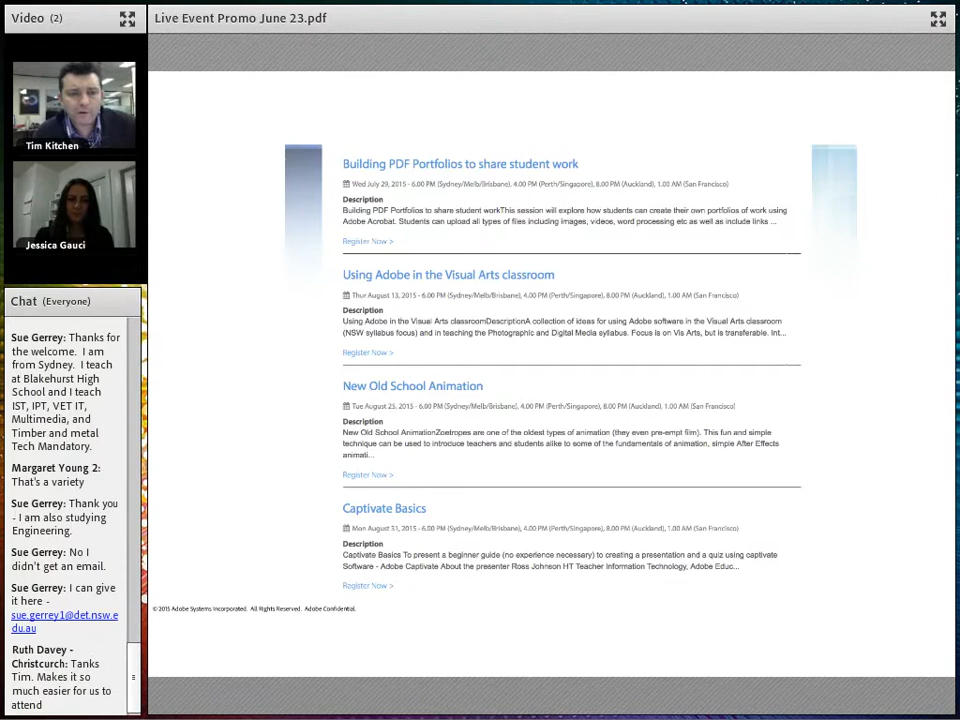 Video (2)
Live Event Promo June 23.pdf
Tim Kitchen
Jessica Gauci
Chat (Everyone)
Sue Gerrey: Thanks for
the welcome. I am
from Sydney. I teach
at Blakehurst High
School and I teach
IST, IPT, VET IT,
Multimedia, and
Timber and metal
Tech Mandatory.
Margaret Young 2:
That's a variety
Sue Gerrey: Thank you
- I am also studying
Engineering.
Sue Gerrey: No I
didn't get an email.
Sue Gerrey: I can give
it here -
sue.gerrey1@det.nsw.e
du.au
Ruth Davey -
Christcurch: Tanks
Tim. Makes it so
much easier for us to
attend
Building PDF Portfolios to share student work
Wed July 29, 2015 - 6.00 PM (Sydney/Melb/Brisbane), 4.00 PM (Perth/Singapore), 8.00 PM (Auckland), 1.00 AM (San Francisco)
Description
Building PDF Portfolios to share student workThis session will explore how students can create their own portfolios of work using
Adobe Acrobat. Students can upload all types of files including images, videos, word processing etc as well as include links ...
Register Now >
Using Adobe in the Visual Arts classroom
Thur August 13, 2015 - 6.00 PM (Sydney/Melb/Brisbane), 4.00 PM (Perth/Singapore), 8.00 PM (Auckland), 1.00 AM (San Francisco)
Description
Using Adobe in the Visual Arts classroomDescriptionA collection of ideas for using Adobe software in the Visual Arts classroom
(NSW syllabus focus) and in teaching the Photographic and Digital Media syllabus. Focus is on Vis Arts, but is transferable. Int...
Register Now >
New Old School Animation
Tue August 25, 2015 - 6.00 PM (Sydney/Melb/Brisbane), 4.00 PM (Perth/Singapore), 8.00 PM (Auckland), 1.00 AM (San Francisco)
Description
New Old School AnimationZoetropes are one of the oldest types of animation (they even pre-empt film). This fun and simple
technique can be used to introduce teachers and students alike to some of the fundamentals of animation, simple After Effects
animati...
Register Now >
Captivate Basics
Mon August 31, 2015 - 6.00 PM (Sydney/Melb/Brisbane), 4.00 PM (Perth/Singapore), 8.00 PM (Auckland), 1.00 AM (San Francisco)
Description
Captivate Basics To present a beginner guide (no experience necessary) to creating a presentation and a quiz using captivate
Software - Adobe Captivate About the presenter Ross Johnson HT Teacher Information Technology, Adobe Educ...
Register Now >
© 2015 Adobe Systems Incorporated. All Rights Reserved. Adobe Confidential.